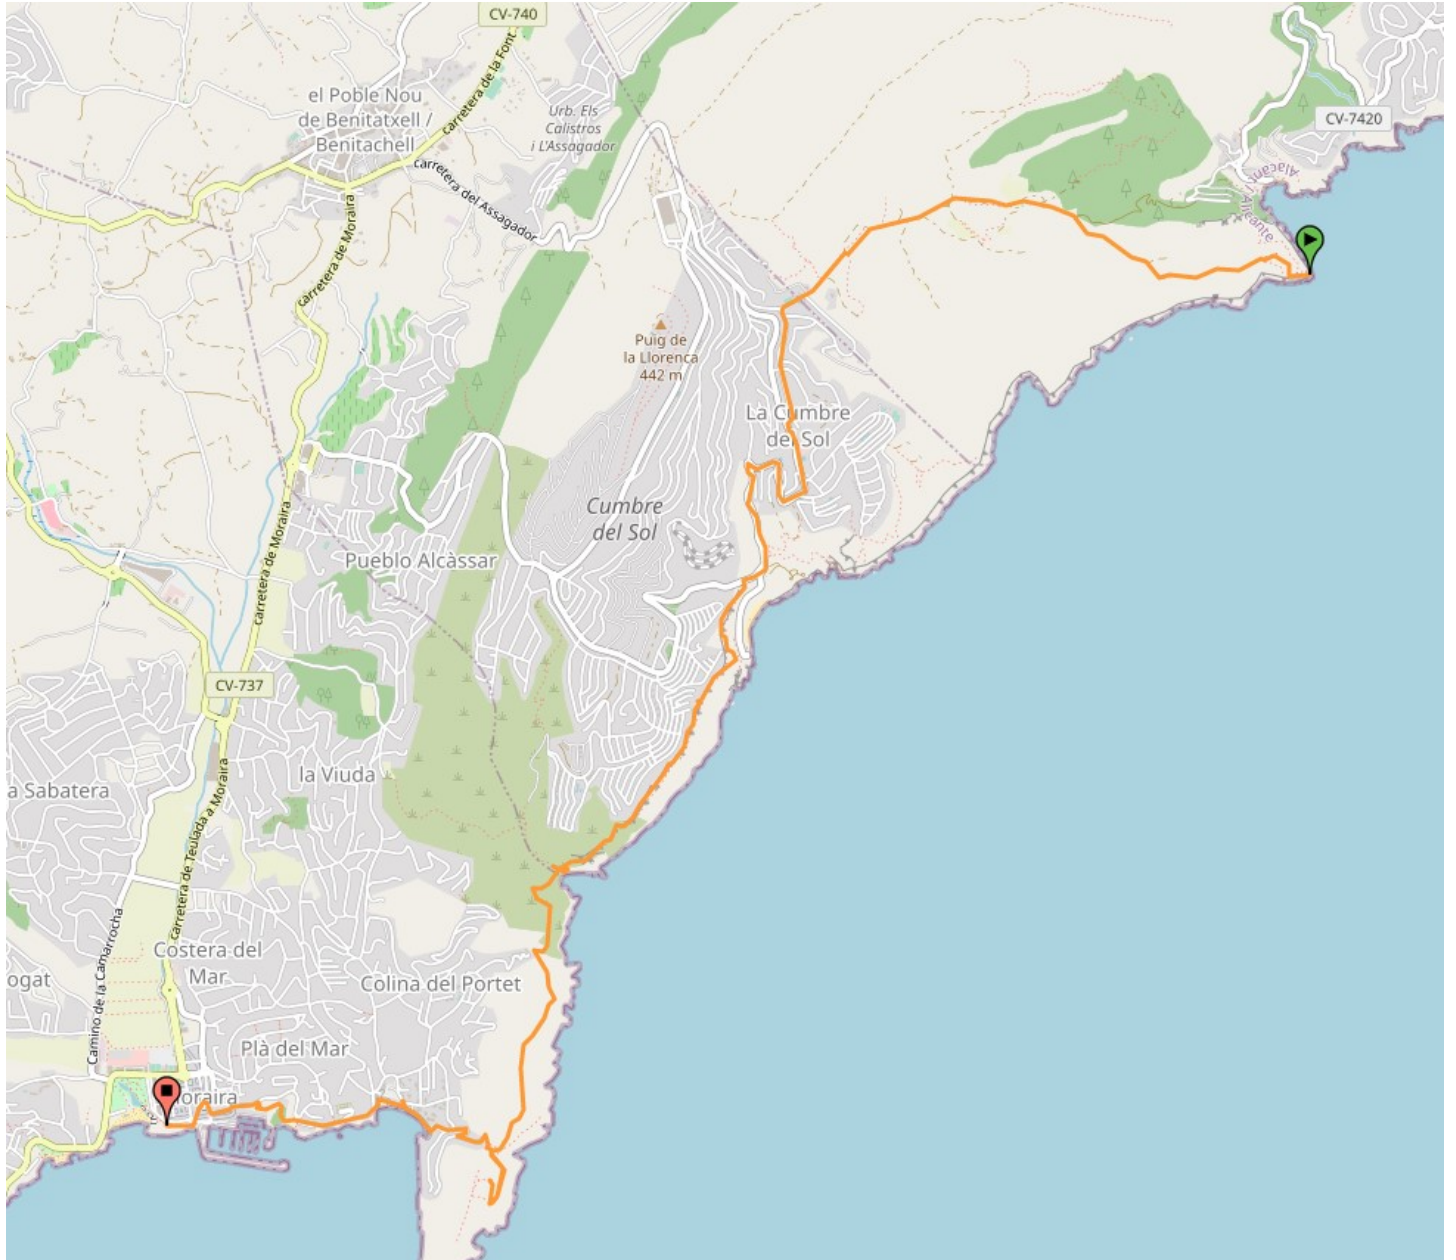 CV-740
carretera de la Font
el Poble Nou
de Benitatxell /
Benitachell
Urb. Els
Calistros
i L'Assagador
carretera del Assagador
CV-7420
Alacant /
Alicante
carretera de Moraira
Puig de
la Llorença
442 m
La Cumbre
del Sol
Cumbre
del Sol
carretera de Moraira
Pueblo Alcàssar
CV-737
la Viuda
a Sabatera
carretera de Teulada a Moraira
Camino de la Camarrocha
Costera del
Mar
ogat
Colina del Portet
Plà del Mar
oraira